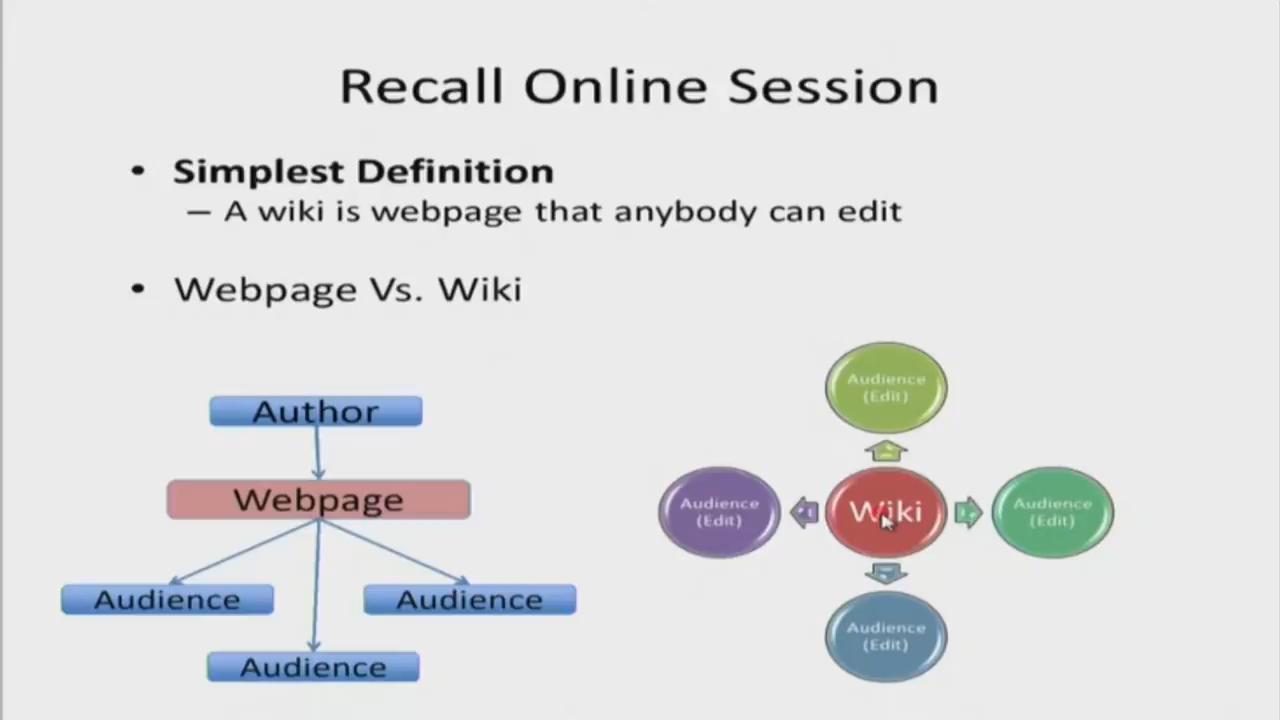 Recall Online Session
• Simplest Definition
– A wiki is webpage that anybody can edit
• Webpage Vs. Wiki
Author
Webpage
Audience
Audience
Audience
Audience
(Edit)
Audience
(Edit)
Wiki
Audience
(Edit)
Audience
(Edit)